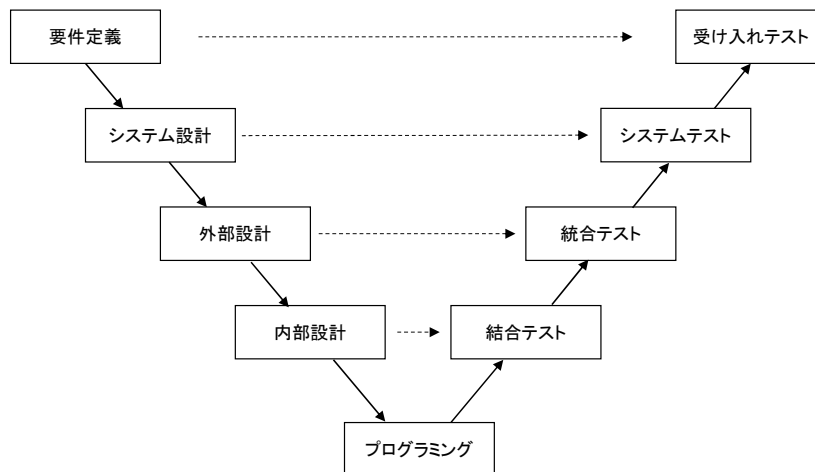 要件定義
受け入れテスト
システム設計
システムテスト
外部設計
統合テスト
内部設計
結合テスト
プログラミング